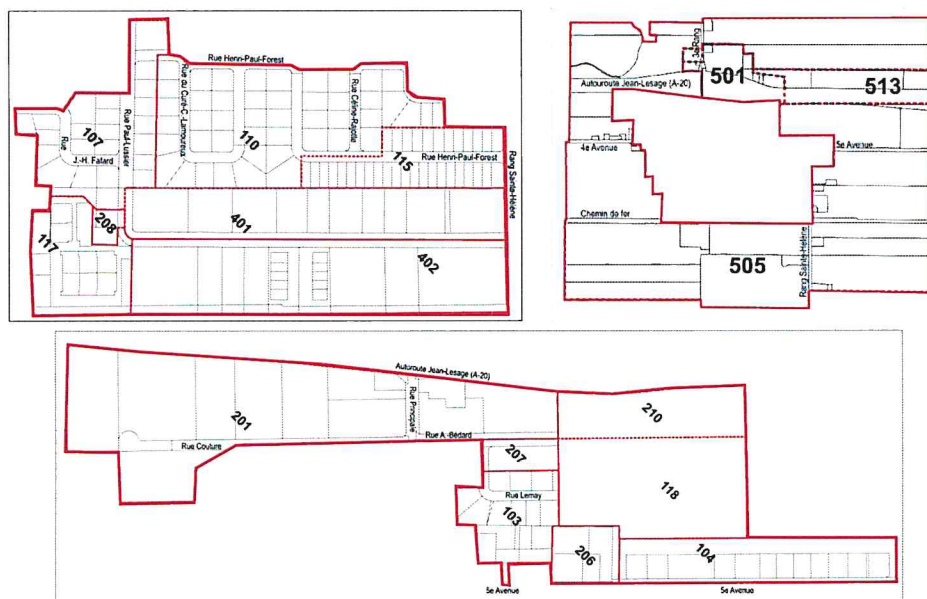 Rue Henri-Paul-Forest
Rue du Curé-C.-Lamoureux
Rue Céline-Rajotte
Rue Paul-Lussier
107
Rue
J.-H. Fafard
110
115
Rue Henri-Paul-Forest
Rang Sainte-Hélène
208
401
117
402
3e Rang
501
Autouroute Jean-Lesage (A-20)
513
4e Avenue
5e Avenue
Chemin de fer
505
Rang Sainte-Hélène
Autoroute Jean-Lesage (A-20)
201
Rue Principale
210
Rue A.-Bédard
Rue Couture
207
118
Rue Lemay
103
206
104
5e Avenue
5e Avenue